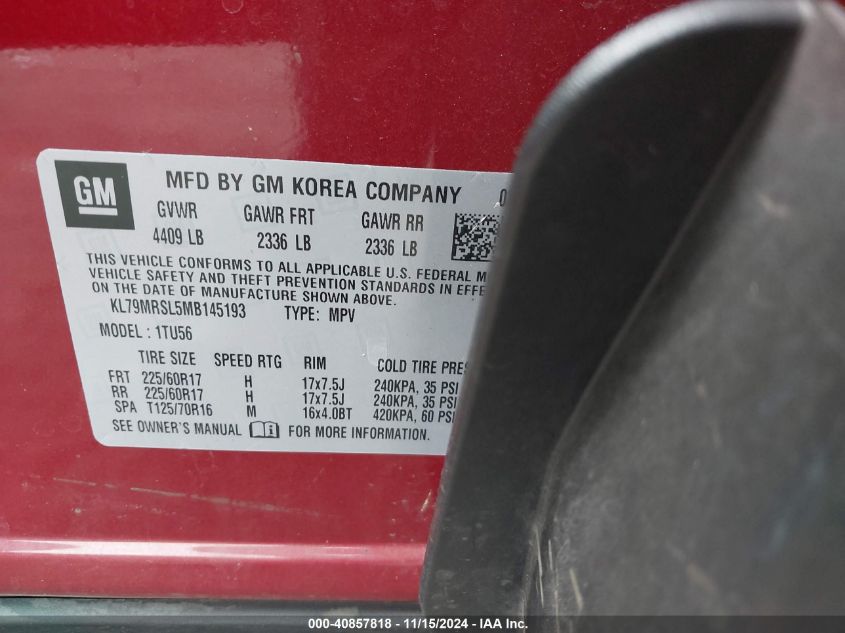 GM
MFD BY GM KOREA COMPANY
GVWR GAWR FRT GAWR RR
4409 LB 2336 LB 2336 LB
THIS VEHICLE CONFORMS TO ALL APPLICABLE U.S. FEDERAL
VEHICLE SAFETY AND THEFT PREVENTION STANDARDS IN
ON THE DATE OF MANUFACTURE SHOWN ABOVE.
KL79MRSL5MB145193 TYPE: MPV
MODEL : 1TU56
TIRE SIZE SPEED RTG RIM COLD TIRE
FRT 225/60R17 H 17x7.5J 240KPA, 35 PSI
RR 225/60R17 H 17x7.5J 240KPA, 35 PSI
SPA T125/70R16 M 16x4.0BT 420KPA, 60 PSI
SEE OWNER'S MANUAL i FOR MORE INFORMATION.
000-40857818 - 11/15/2024 - IAA Inc.